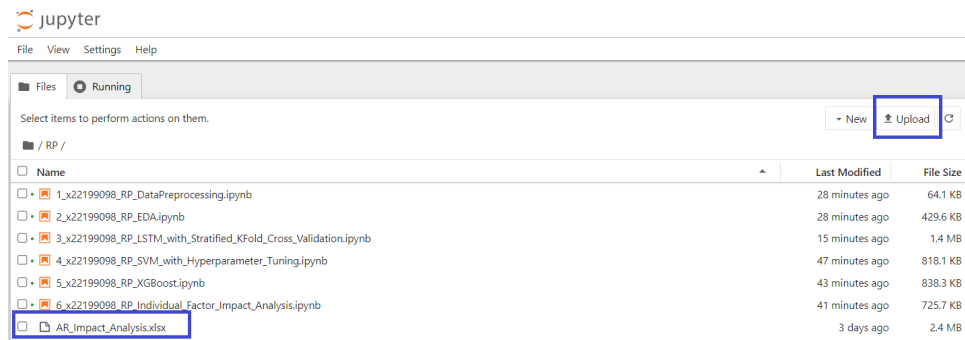 jupyter
File View Settings Help
Files Running
Select items to perform actions on them.
New Upload
/ RP /
Name Last Modified File Size
1_x22199098_RP_DataPreprocessing.ipynb 28 minutes ago 64.1 KB
2_x22199098_RP_EDA.ipynb 28 minutes ago 429.6 KB
3_x22199098_RP_LSTM_with_Stratified_KFold_Cross_Validation.ipynb 15 minutes ago 1.4 MB
4_x22199098_RP_SVM_with_Hyperparameter_Tuning.ipynb 47 minutes ago 818.1 KB
5_x22199098_RP_XGBoost.ipynb 43 minutes ago 838.3 KB
6_x22199098_RP_Individual_Factor_Impact_Analysis.ipynb 41 minutes ago 725.7 KB
AR_Impact_Analysis.xlsx 3 days ago 2.4 MB